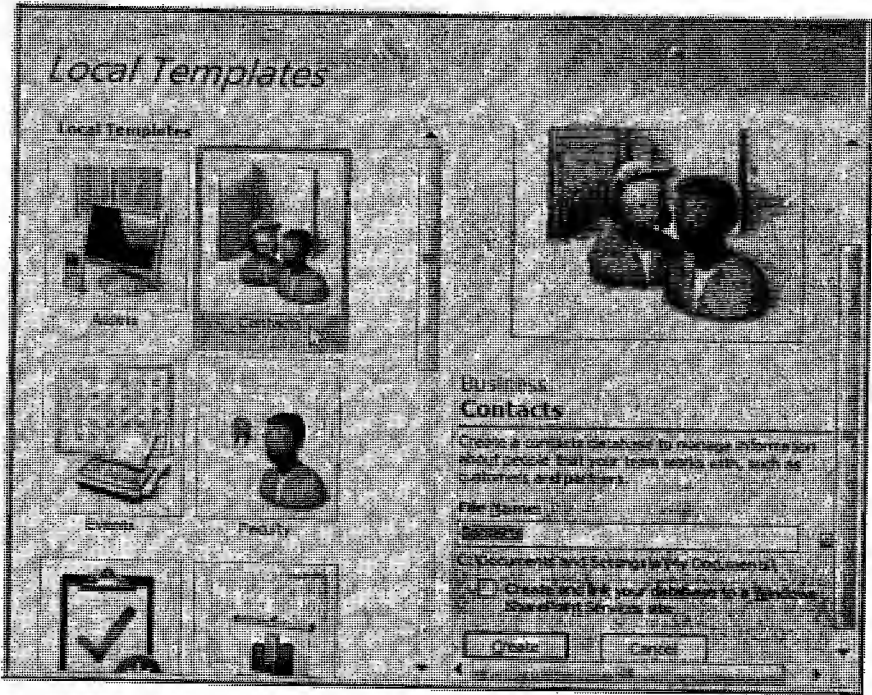 Local Templates
Local Templates
Assets
Contacts
Events
Faculty
Business
Contacts
Create a contacts database to manage information
about people that your team works with, such as
customers and partners.
File Name:
C:\Documents and Settings\ \My Documents\
Create and link your database to a Windows
SharePoint Services site
Create
Cancel